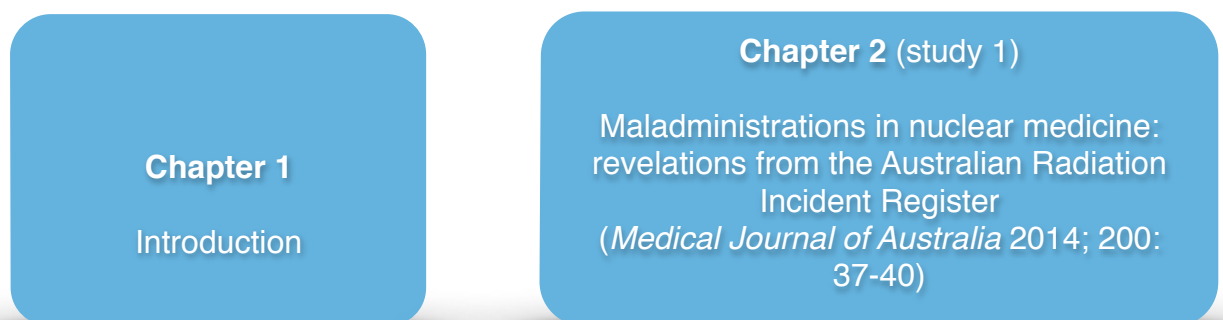 Chapter 1
Introduction
Chapter 2 (study 1)
Maladministrations in nuclear medicine:
revelations from the Australian Radiation
Incident Register
(Medical Journal of Australia 2014; 200:
37-40)